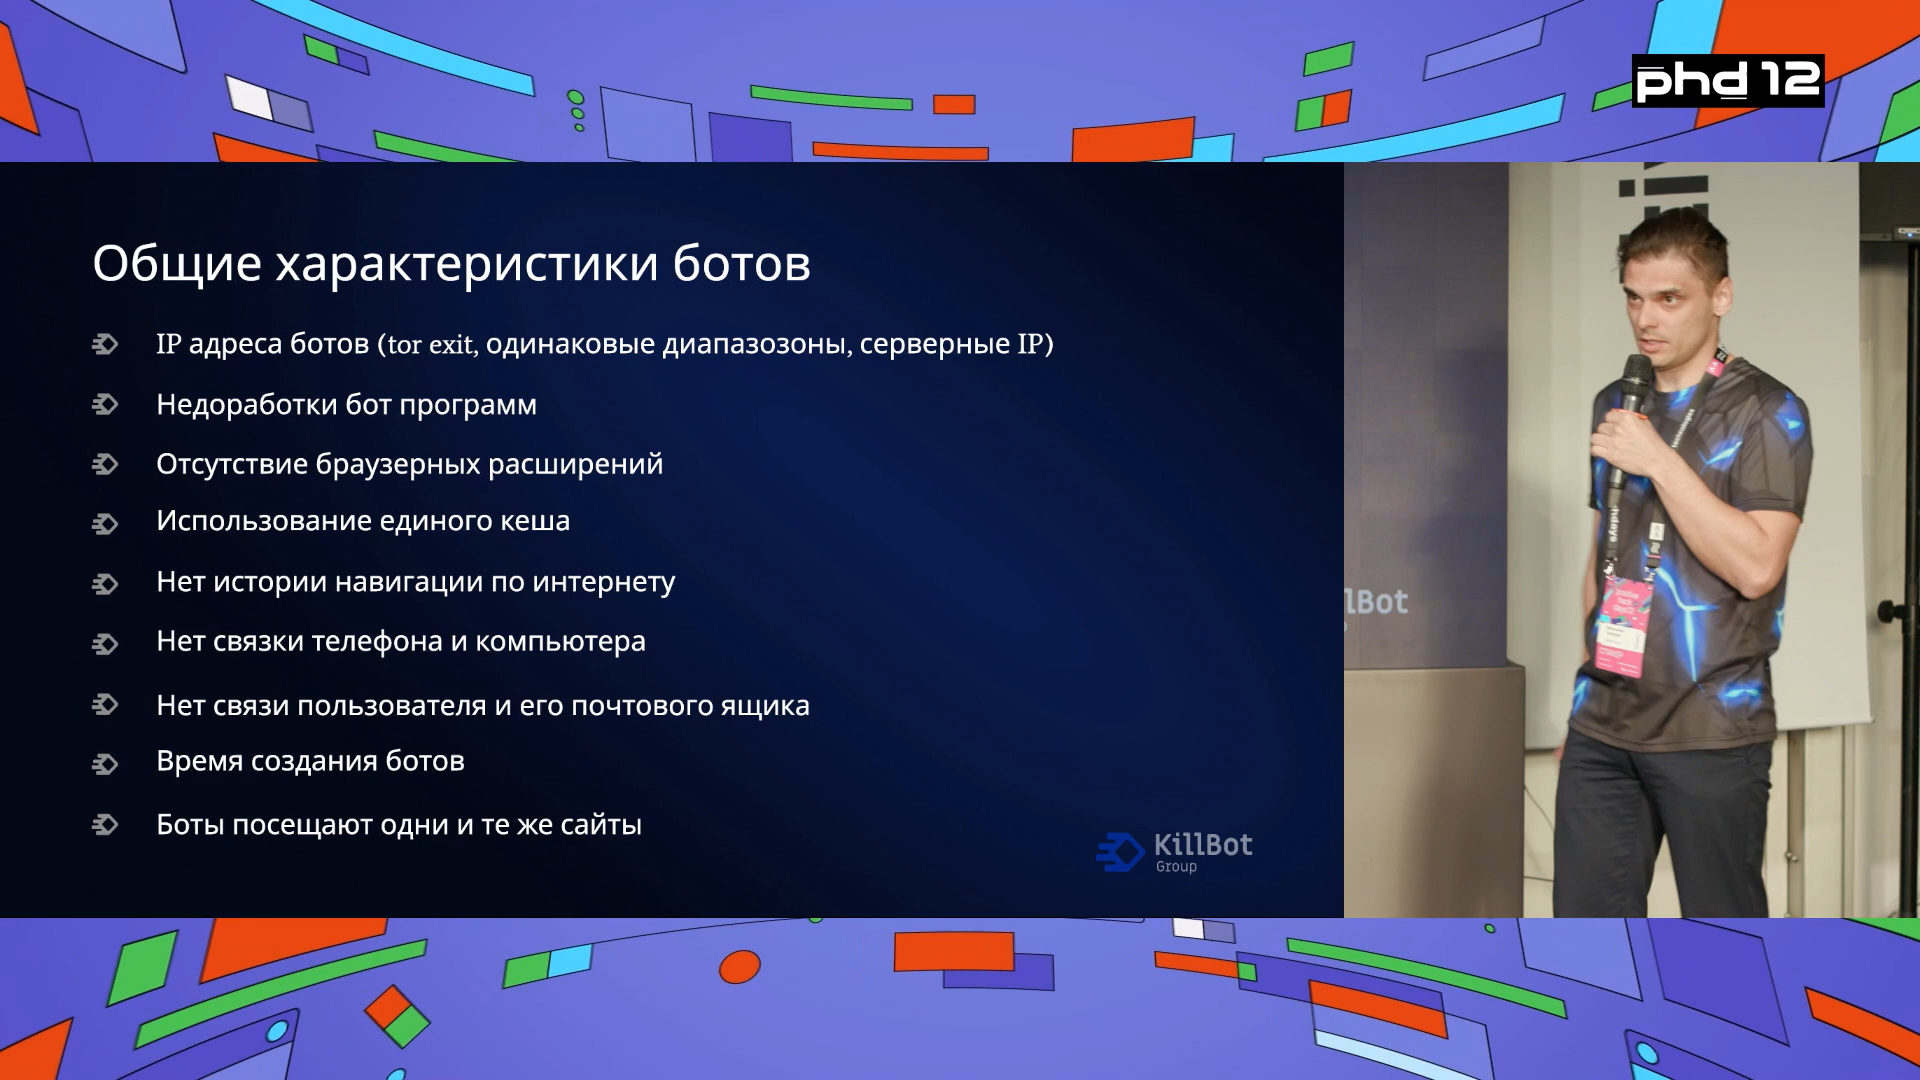 phd 12
Общие характеристики ботов
IP адреса ботов (tor exit, одинаковые диапазозоны, серверные IP)
Недоработки бот программ
Отсутствие браузерных расширений
Использование единого кеша
Нет истории навигации по интернету
Нет связки телефона и компьютера
Нет связи пользователя и его почтового ящика
Время создания ботов
Боты посещают одни и те же сайты
KillBot
Group
llBot